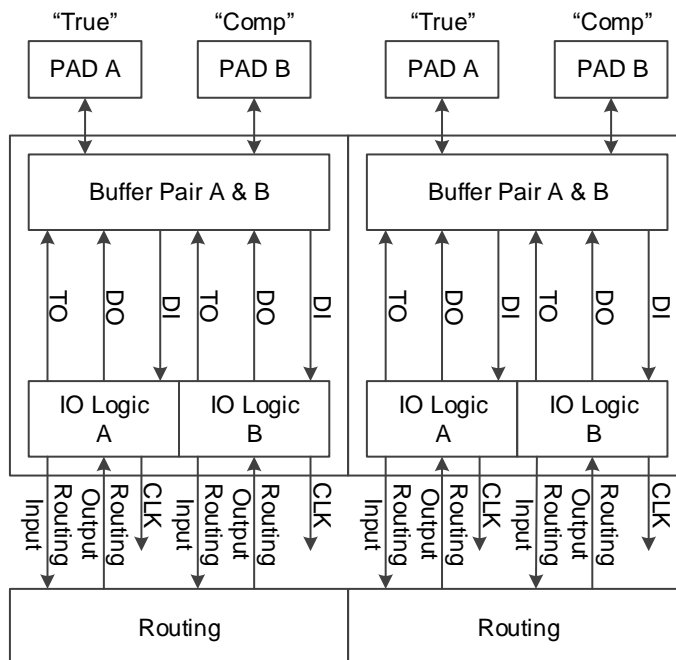 “True” “Comp” “True” “Comp”
PAD A PAD B PAD A PAD B
Buffer Pair A & B Buffer Pair A & B
TO DO DI TO DO DI TO DO DI TO DO DI
IO Logic A IO Logic B IO Logic A IO Logic B
Routing Input Routing Output CLK Routing Input Routing Output CLK Routing Input Routing Output CLK Routing Input Routing Output CLK
Routing Routing